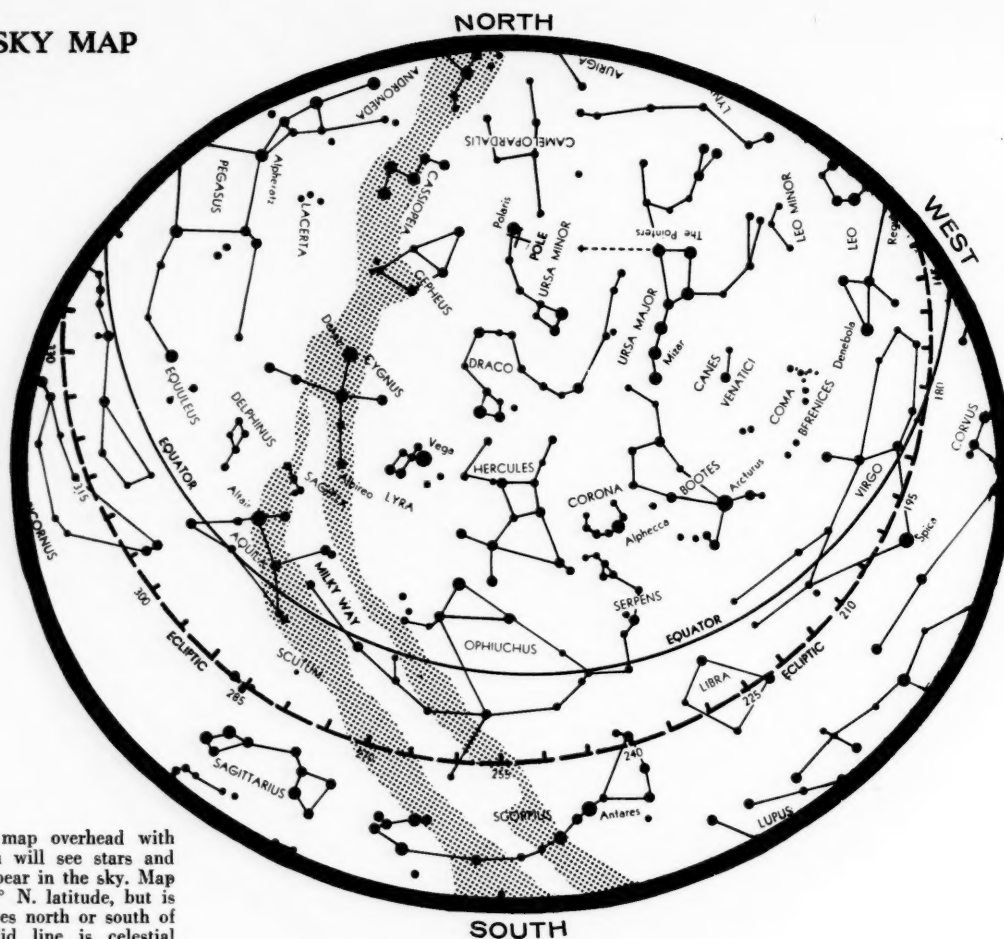 SKY MAP
NORTH
AURIGA
ANDROMEDA
CAMELOPARDALIS
Alpheratz
PEGASUS
LACERTA
CASSIOPEIA
Polaris
POLE
URSA MINOR
The Pointers
LEO MINOR
LEO
WEST
CEPHEUS
URSA MAJOR
Mizar
DRACO
CANES
VENATICI
Denebola
COMA
BERENICES
180
CYGNUS
EQUULEUS
DELPHINUS
EQUATOR
Vega
LYRA
HERCULES
CORONA
BOOTES
Arcturus
VIRGO
CORVUS
195
315
SAGITTA
Altair
Alphecca
Spica
AQUILA
MILKY WAY
300
SERPENS
210
ECLIPTIC
OPHIUCHUS
EQUATOR
SCUTUM
LIBRA
ECLIPTIC
225
285
270
255
240
SAGITTARIUS
SCORPIUS
Antares
LUPUS
SOUTH
map overhead with
will see stars and
pear in the sky. Map
° N. latitude, but is
es north or south of
line is celestial